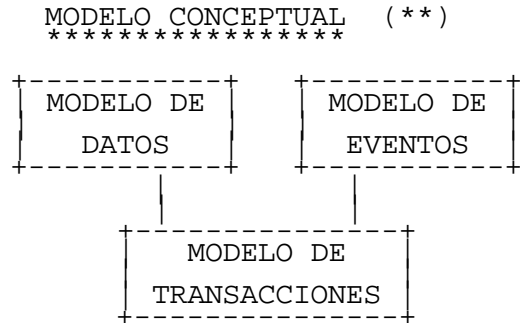 MODELO CONCEPTUAL (**)
*****************
MODELO DE
DATOS
MODELO DE
EVENTOS
MODELO DE
TRANSACCIONES